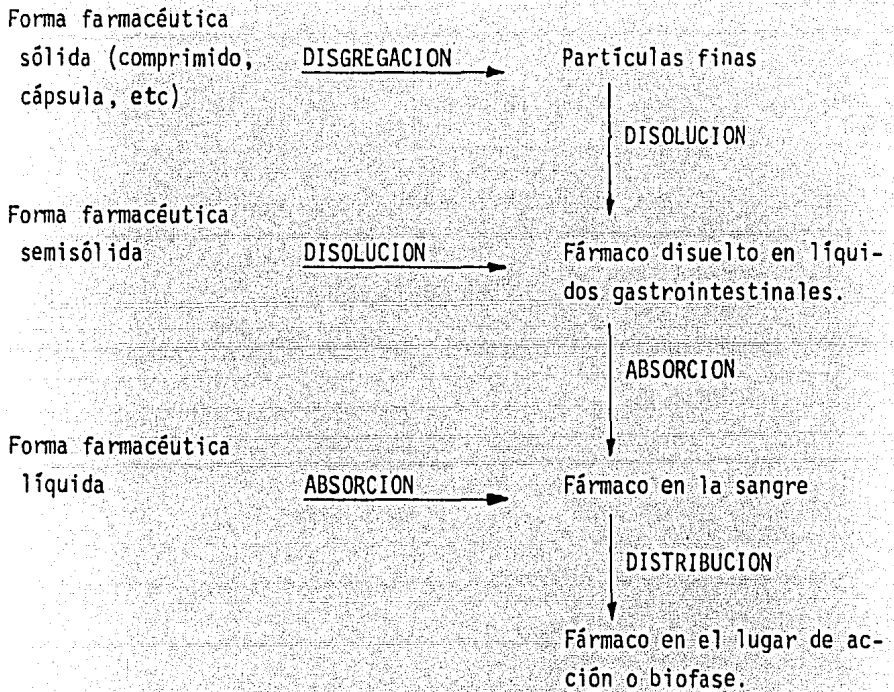 Forma farmacéutica
sólida (comprimido,
cápsula, etc)
DISGREGACION
Partículas finas
DISOLUCION
Forma farmacéutica
semisólida
DISOLUCION
Fármaco disuelto en líqui-
dos gastrointestinales.
ABSORCION
Forma farmacéutica
líquida
ABSORCION
Fármaco en la sangre
DISTRIBUCION
Fármaco en el lugar de ac-
ción o biofase.